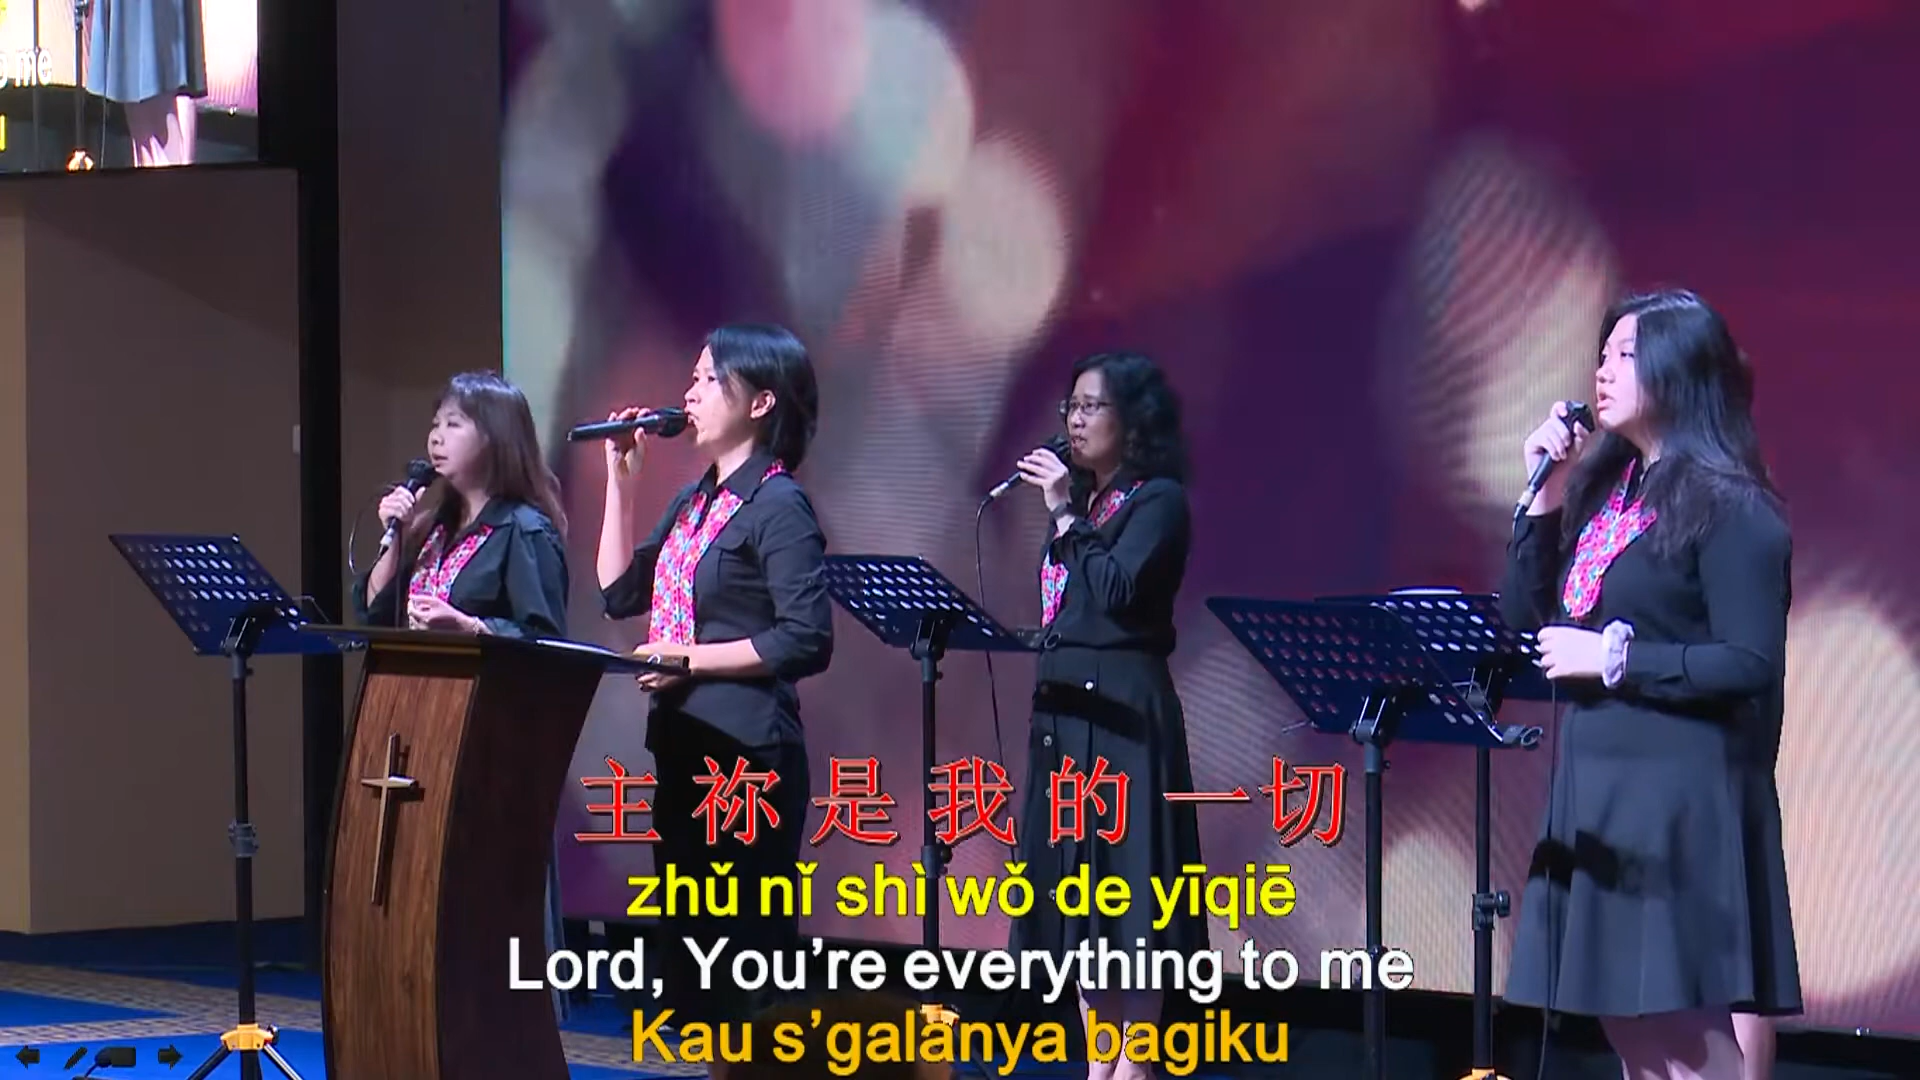 me
主祢是我的一切
zhǔ nǐ shì wǒ de yīqiē
Lord, You’re everything to me
Kau s’galanya bagiku